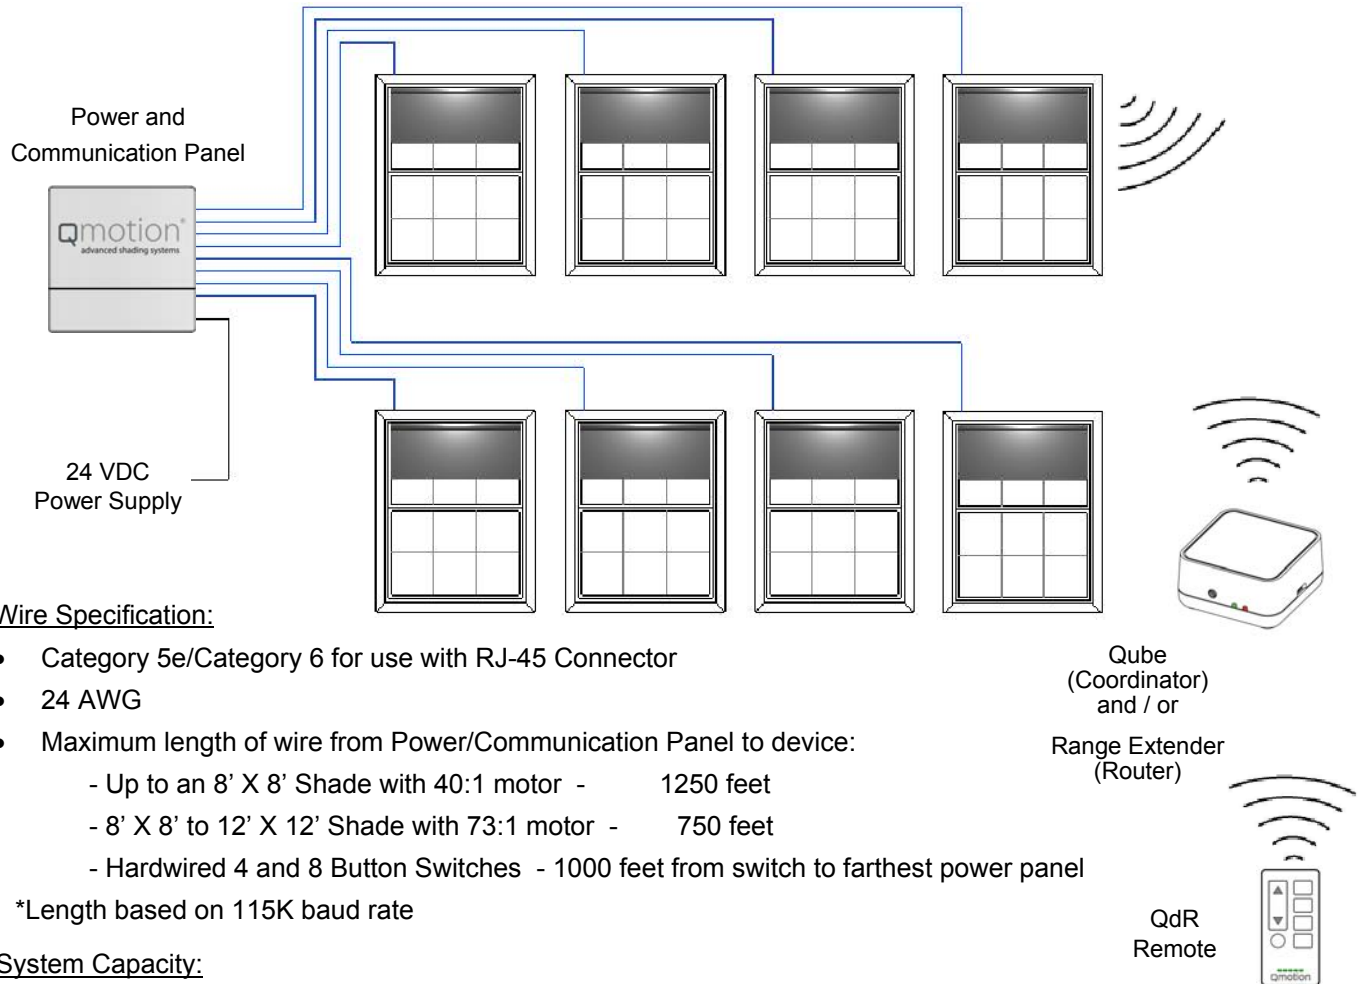 Power and
Communication Panel
Qmotion®
advanced shading systems
24 VDC
Power Supply
Wire Specification:
• Category 5e/Category 6 for use with RJ-45 Connector
• 24 AWG
• Maximum length of wire from Power/Communication Panel to device:
- Up to an 8’ X 8’ Shade with 40:1 motor - 1250 feet
- 8’ X 8’ to 12’ X 12’ Shade with 73:1 motor - 750 feet
- Hardwired 4 and 8 Button Switches - 1000 feet from switch to farthest power panel
*Length based on 115K baud rate
System Capacity:
Qube
(Coordinator)
and / or
Range Extender
(Router)
QdR
Remote
Qmotion